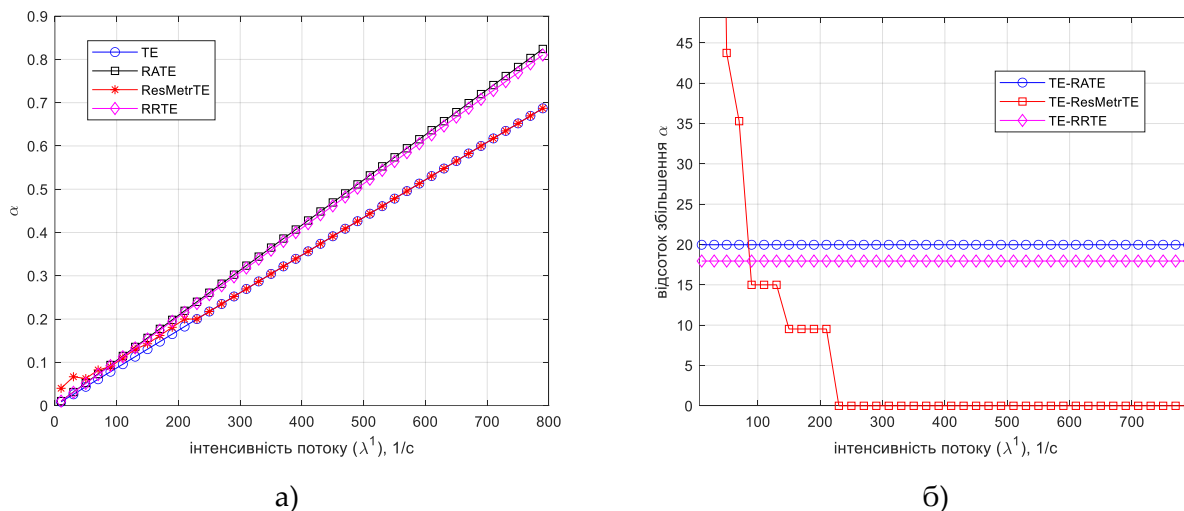 0.9
0.8
0.7
0.6
0.5
0.4
0.3
0.2
0.1
0
α
TE
RATE
ResMetrTE
RRTE
0 100 200 300 400 500 600 700 800
інтенсивність потоку (λ¹), 1/с
а)
45
40
35
30
25
20
15
10
5
0
відсоток збільшення α
TE-RATE
TE-ResMetrTE
TE-RRTE
100 200 300 400 500 600 700
інтенсивність потоку (λ¹), 1/с
б)